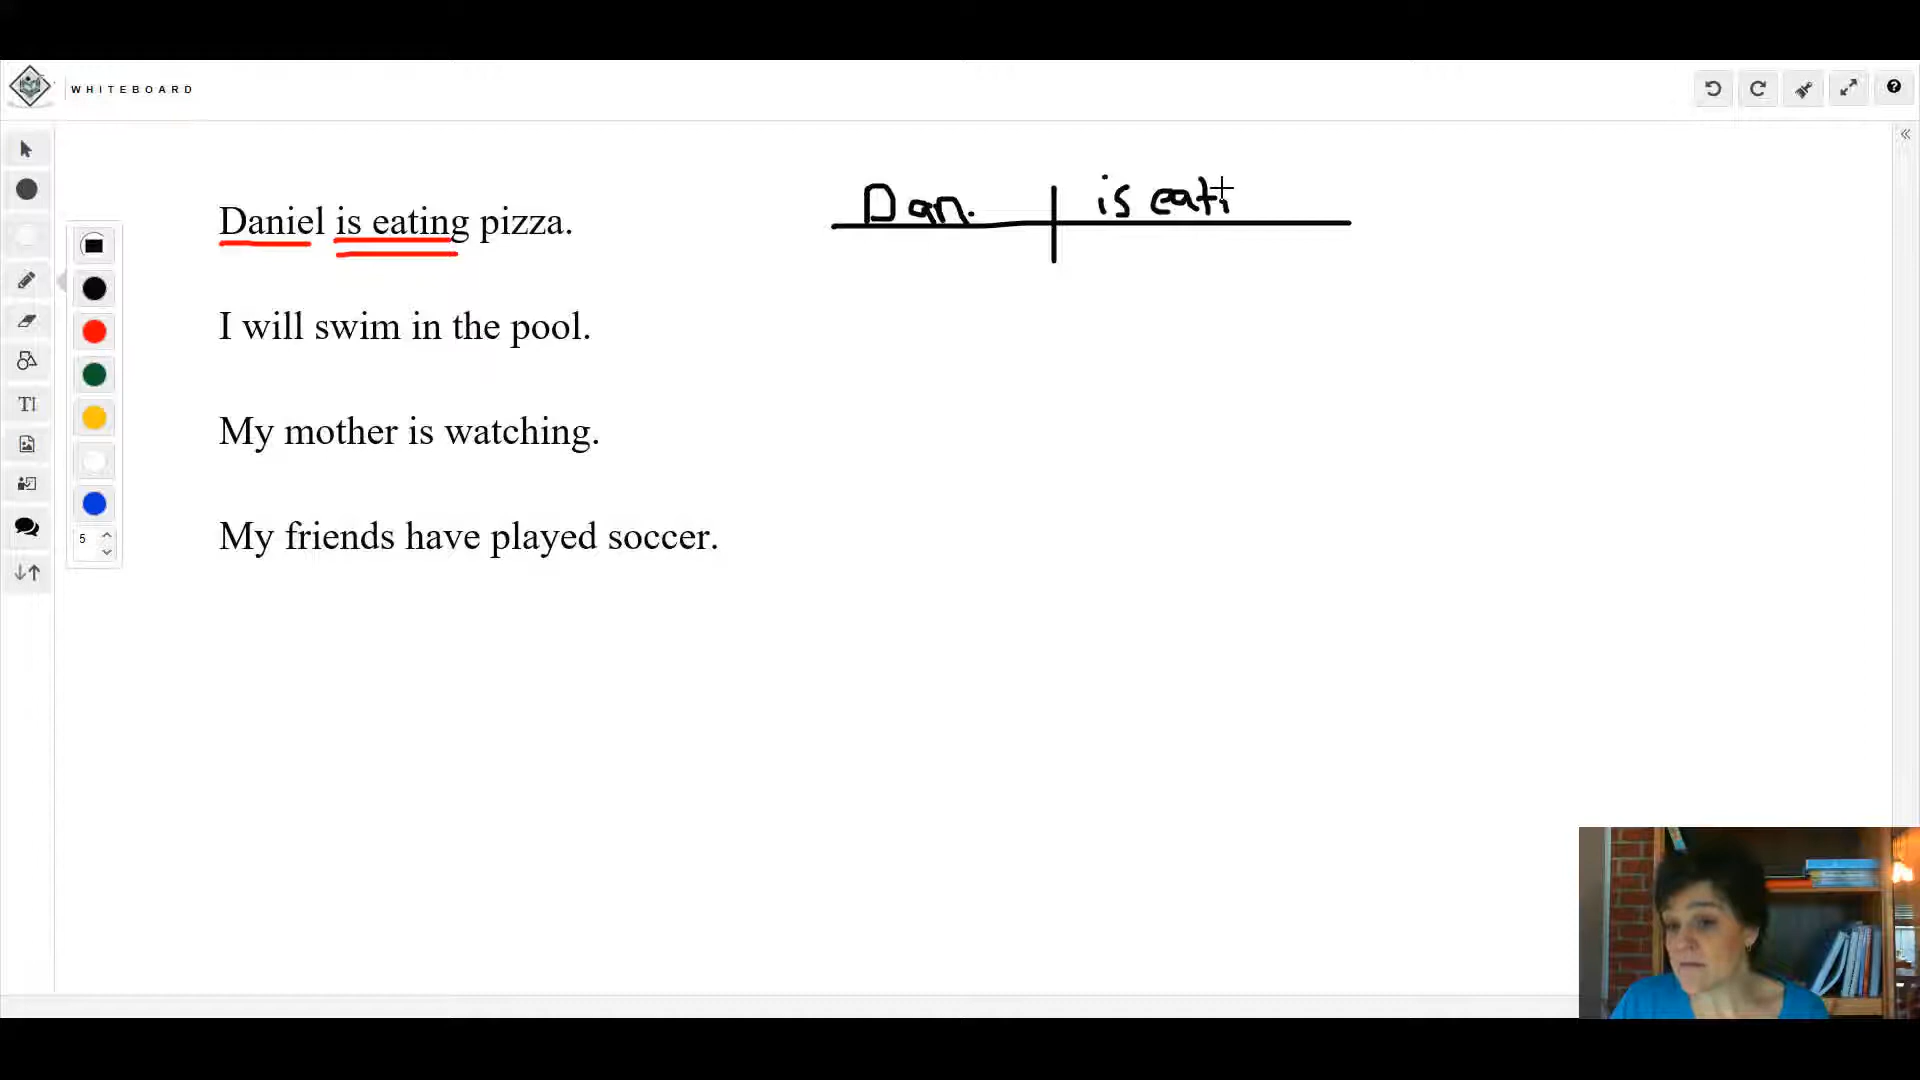 WHITEBOARD
Dan. is eati
Daniel is eating pizza.
I will swim in the pool.
My mother is watching.
My friends have played soccer.
TI
5